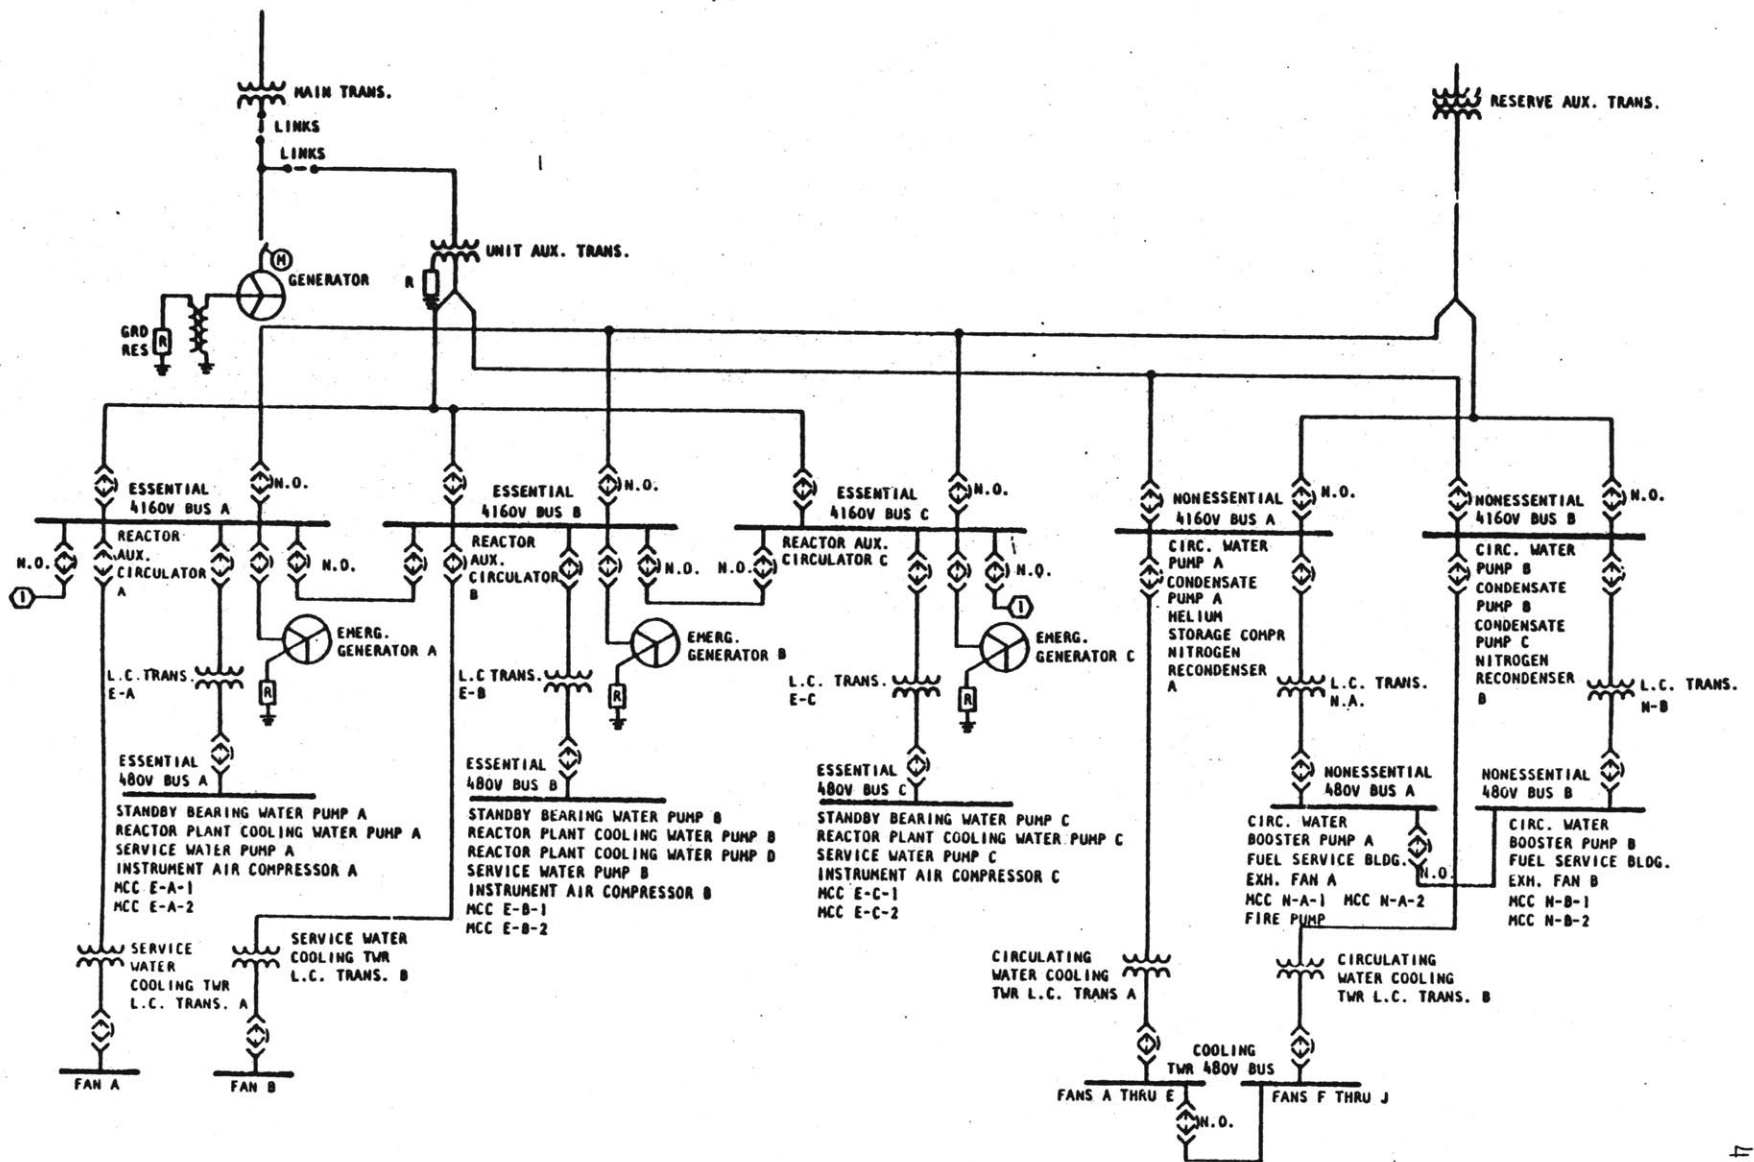 MAIN TRANS.
LINKS
LINKS
RESERVE AUX. TRANS.
UNIT AUX. TRANS.
M
GENERATOR
R
GRD
RES
R
ESSENTIAL
4160V BUS A
N.O.
ESSENTIAL
4160V BUS B
N.O.
ESSENTIAL
4160V BUS C
N.O.
NONESSENTIAL
4160V BUS A
N.O.
NONESSENTIAL
4160V BUS B
N.O.
N.O.
1
REACTOR
AUX.
CIRCULATOR
A
N.O.
REACTOR
AUX.
CIRCULATOR
B
N.O.
N.O.
REACTOR AUX.
CIRCULATOR C
N.O.
1
CIRC. WATER
PUMP A
CONDENSATE
PUMP A
HELIUM
STORAGE COMPR
NITROGEN
RECONDENSER
A
CIRC. WATER
PUMP B
CONDENSATE
PUMP B
CONDENSATE
PUMP C
NITROGEN
RECONDENSER
B
EMERG.
GENERATOR A
R
EMERG.
GENERATOR B
R
EMERG.
GENERATOR C
R
L.C.TRANS.
E-A
L.C TRANS.
E-B
L.C. TRANS.
E-C
L.C. TRANS.
N.A.
L.C. TRANS.
N-B
ESSENTIAL
480V BUS A
STANDBY BEARING WATER PUMP A
REACTOR PLANT COOLING WATER PUMP A
SERVICE WATER PUMP A
INSTRUMENT AIR COMPRESSOR A
MCC E-A-1
MCC E-A-2
ESSENTIAL
480V BUS B
STANDBY BEARING WATER PUMP B
REACTOR PLANT COOLING WATER PUMP B
REACTOR PLANT COOLING WATER PUMP D
SERVICE WATER PUMP B
INSTRUMENT AIR COMPRESSOR B
MCC E-B-1
MCC E-B-2
ESSENTIAL
480V BUS C
STANDBY BEARING WATER PUMP C
REACTOR PLANT COOLING WATER PUMP C
SERVICE WATER PUMP C
INSTRUMENT AIR COMPRESSOR C
MCC E-C-1
MCC E-C-2
NONESSENTIAL
480V BUS A
CIRC. WATER
BOOSTER PUMP A
FUEL SERVICE BLDG.
EXH. FAN A
MCC N-A-1 MCC N-A-2
FIRE PUMP
N.O.
NONESSENTIAL
480V BUS B
CIRC. WATER
BOOSTER PUMP B
FUEL SERVICE BLDG.
EXH. FAN B
MCC N-B-1
MCC N-B-2
SERVICE
WATER
COOLING TWR
L.C. TRANS. A
SERVICE WATER
COOLING TWR
L.C. TRANS. B
CIRCULATING
WATER COOLING
TWR L.C. TRANS A
CIRCULATING
WATER COOLING
TWR L.C. TRANS. B
FAN A
FAN B
COOLING
TWR 480V BUS
FANS A THRU E
FANS F THRU J
N.O.
4